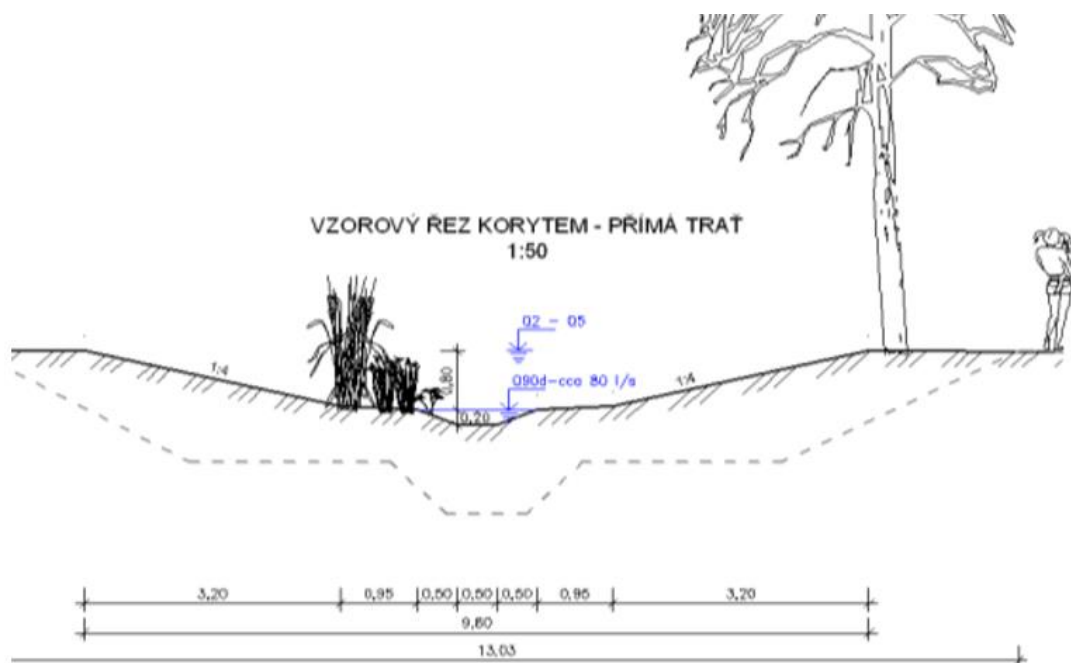 VZOROVÝ ŘEZ KORYTEM - PŘÍMÁ TRAŤ
1:50
Q2 - Q5
1:4
Q90d-cca 80 l/s
1:4
0,80
0,20
3,20 0,95 0,50 0,50 0,50 0,95 3,20
9,80
13,03